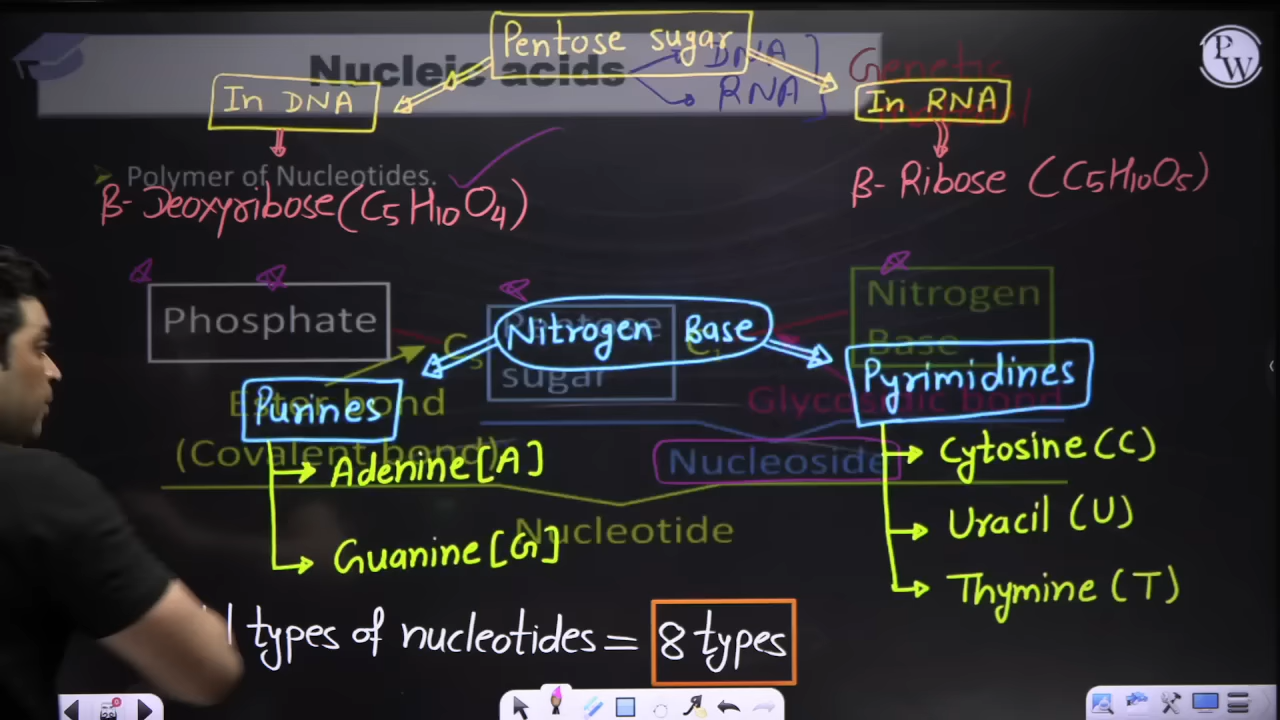 Pentose sugar
Nucleic acids
DNA
RNA
Genetic
In DNA
In RNA
Polymer of Nucleotides.
β- Deoxyribose (C5H10O4)
β- Ribose (C5H10O5)
Phosphate
Pentose
sugar
Nitrogen
Base
Nitrogen Base
C5
Purines
Pyrimidines
Ester bond
(Covalent bond)
Glycosidic bond
Adenine [A]
Guanine [G]
Nucleoside
Nucleotide
Cytosine (C)
Uracil (U)
Thymine (T)
types of nucleotides = 8 types
PW